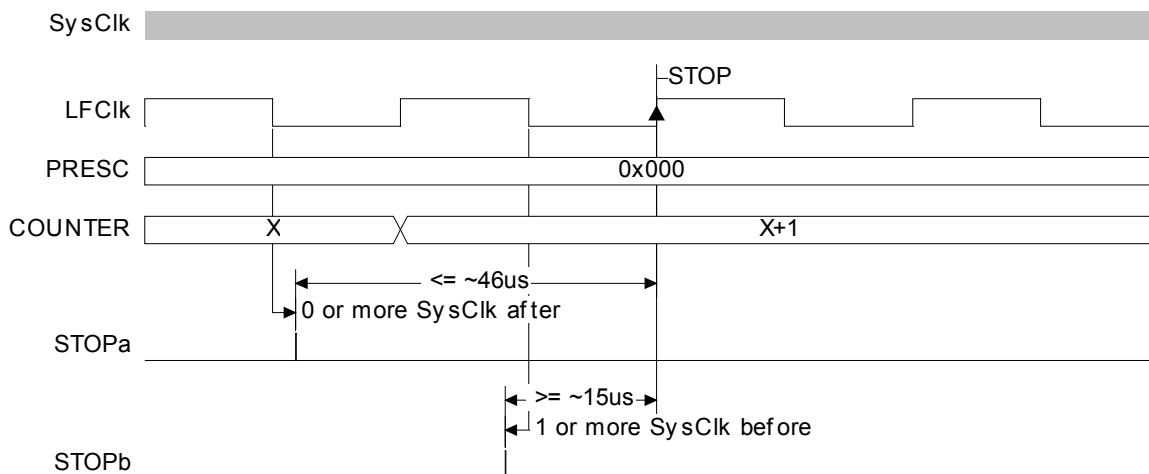 SysClk
STOP
LFClk
PRESC 0x000
COUNTER X X+1
<= ~46us
0 or more SysClk after
STOPa
>= ~15us
1 or more SysClk before
STOPb